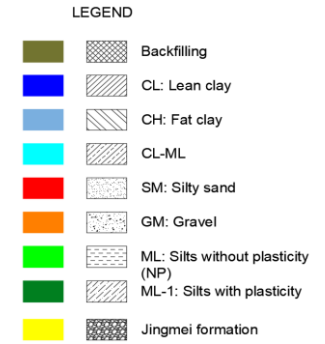 LEGEND
Backfilling
CL: Lean clay
CH: Fat clay
CL-ML
SM: Silty sand
GM: Gravel
ML: Silts without plasticity
(NP)
ML-1: Silts with plasticity
Jingmei formation